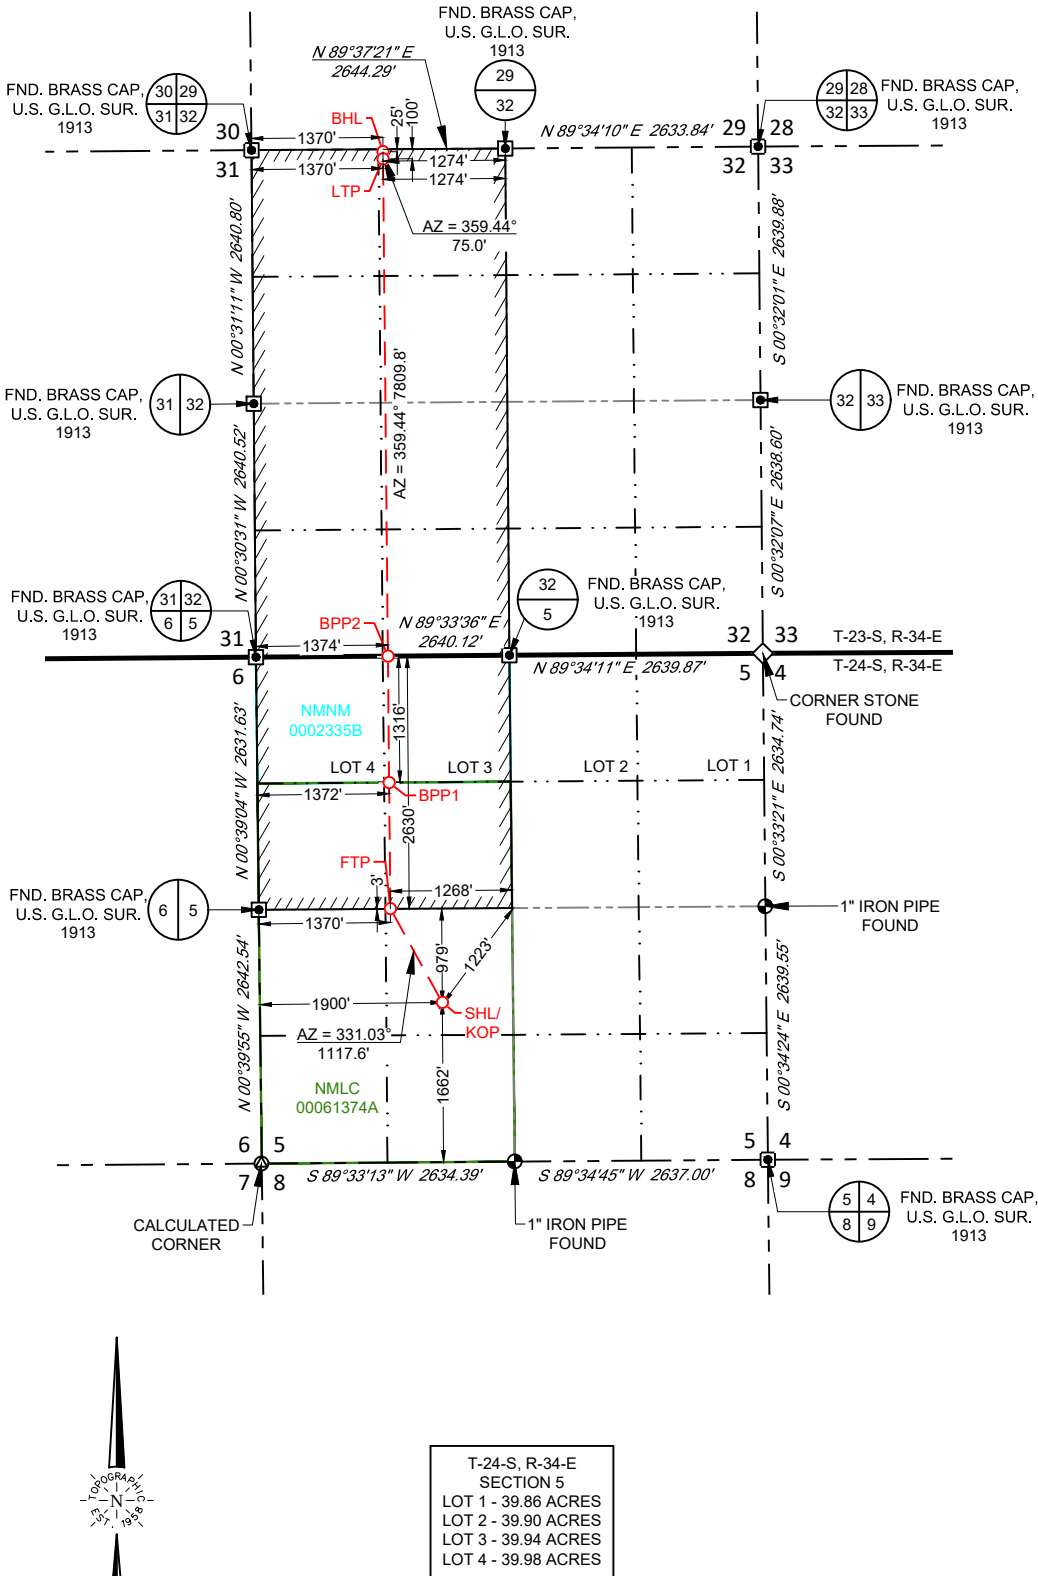 FND. BRASS CAP,
U.S. G.L.O. SUR.
1913
29
32
N 89°37'21" E
2644.29'
FND. BRASS CAP,
U.S. G.L.O. SUR.
1913
30 29
31 32
29 28
32 33
FND. BRASS CAP,
U.S. G.L.O. SUR.
1913
30
31
BHL
1370'
25'
100'
1274'
N 89°34'10" E 2633.84'
29 28
32 33
1370'
1274'
LTP
AZ = 359.44°
75.0'
N 00°31'11" W 2640.80'
S 00°32'01" E 2639.88'
FND. BRASS CAP,
U.S. G.L.O. SUR.
1913
31 32
AZ = 359.44° 7809.8'
32 33
FND. BRASS CAP,
U.S. G.L.O. SUR.
1913
N 00°30'31" W 2640.52'
S 00°32'07" E 2638.60'
FND. BRASS CAP,
U.S. G.L.O. SUR.
1913
31 32
6 5
32
5
FND. BRASS CAP,
U.S. G.L.O. SUR.
1913
31
6
BPP2
1374'
N 89°33'36" E
2640.12'
N 89°34'11" E 2639.87'
32 33
5 4
T-23-S, R-34-E
T-24-S, R-34-E
CORNER STONE
FOUND
NMNM
0002335B
1316'
LOT 4
LOT 3
LOT 2
LOT 1
N 00°39'04" W 2631.63'
S 00°33'21" E 2634.74'
1372'
BPP1
2630'
FTP
3'
1268'
FND. BRASS CAP,
U.S. G.L.O. SUR.
1913
6 5
1370'
1" IRON PIPE
FOUND
979'
1223'
N 00°39'55" W 2642.54'
S 00°34'24" E 2639.55'
1900'
SHL/
KOP
AZ = 331.03°
1117.6'
1662'
NMLC
00061374A
6 5
7 8
S 89°33'13" W 2634.39'
S 89°34'45" W 2637.00'
5 4
8 9
CALCULATED
CORNER
1" IRON PIPE
FOUND
5 4
8 9
FND. BRASS CAP,
U.S. G.L.O. SUR.
1913
TOPOGRAPHIC
N
EST. 1958
T-24-S, R-34-E
SECTION 5
LOT 1 - 39.86 ACRES
LOT 2 - 39.90 ACRES
LOT 3 - 39.94 ACRES
LOT 4 - 39.98 ACRES